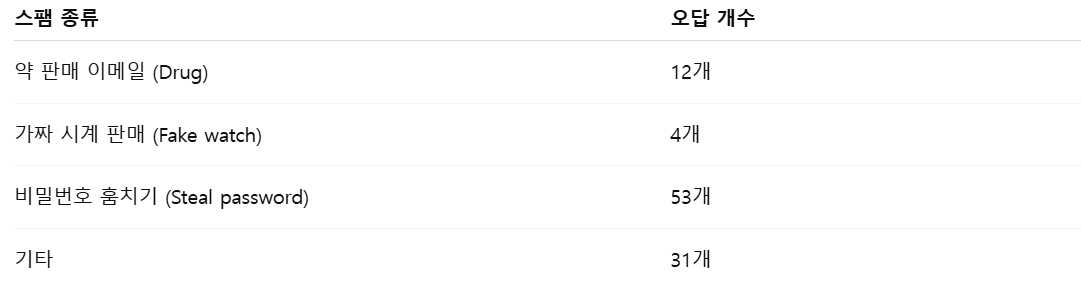 스팸 종류 오답 개수
약 판매 이메일 (Drug) 12개
가짜 시계 판매 (Fake watch) 4개
비밀번호 훔치기 (Steal password) 53개
기타 31개